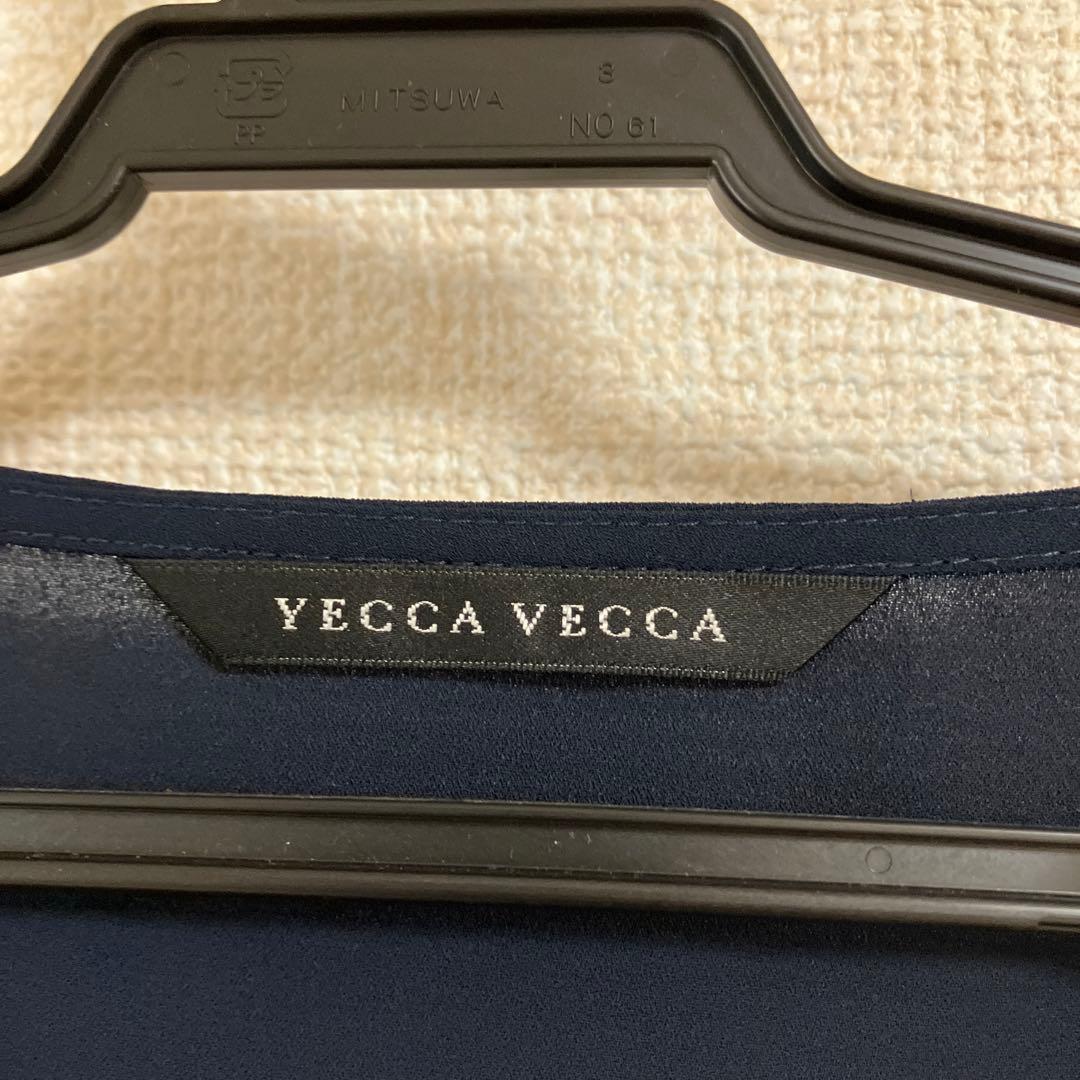 MITSUWA
3
NO 61
PP
YECCA VECCA